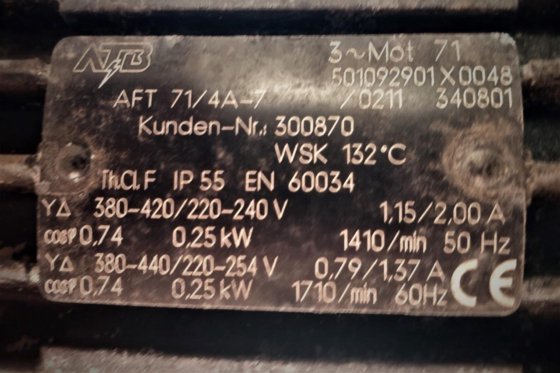 ATB 3~Mot 71
501092901X0048
AFT 71/4A-7 /0211 340801
Kunden-Nr.: 300870
WSK 132°C
Th.Cl.F IP 55 EN 60034
YΔ 380-420/220-240 V 1,15/2,00 A
cosφ 0,74 0,25 kW 1410/min 50 Hz
YΔ 380-440/220-254 V 0,79/1,37 A
cosφ 0,74 0,25 kW 1710/min 60Hz CE